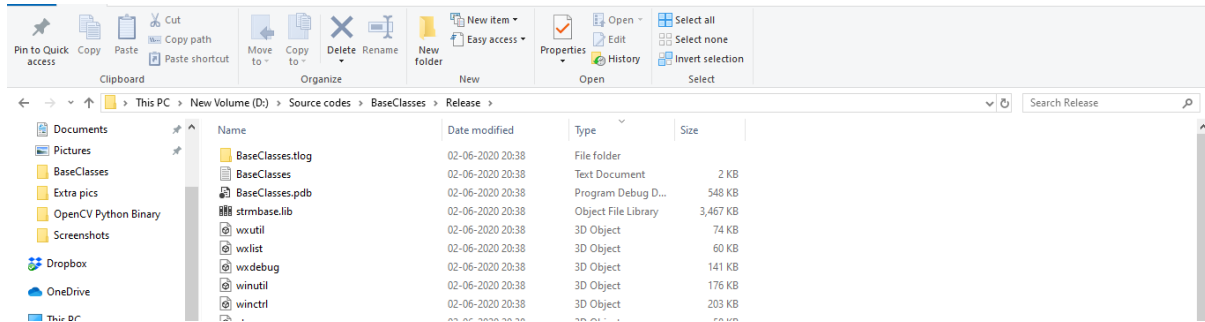 Pin to Quick access
Copy
Paste
Cut
Copy path
Paste shortcut
Clipboard
Move to
Copy to
Delete
Rename
Organize
New folder
New item
Easy access
New
Properties
Open
Edit
History
Open
Select all
Select none
Invert selection
Select
This PC > New Volume (D:) > Source codes > BaseClasses > Release >
Search Release
Documents
Pictures
BaseClasses
Extra pics
OpenCV Python Binary
Screenshots
Dropbox
OneDrive
This PC
Name Date modified Type Size
BaseClasses.tlog 02-06-2020 20:38 File folder
BaseClasses 02-06-2020 20:38 Text Document 2 KB
BaseClasses.pdb 02-06-2020 20:38 Program Debug D... 548 KB
strmbase.lib 02-06-2020 20:38 Object File Library 3,467 KB
wxutil 02-06-2020 20:38 3D Object 74 KB
wxlist 02-06-2020 20:38 3D Object 60 KB
wxdebug 02-06-2020 20:38 3D Object 141 KB
winutil 02-06-2020 20:38 3D Object 176 KB
winctrl 02-06-2020 20:38 3D Object 203 KB